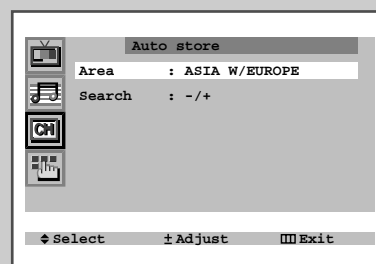 Auto store
Area : ASIA W/EUROPE
Search : -/+
CH
Select ± Adjust Exit